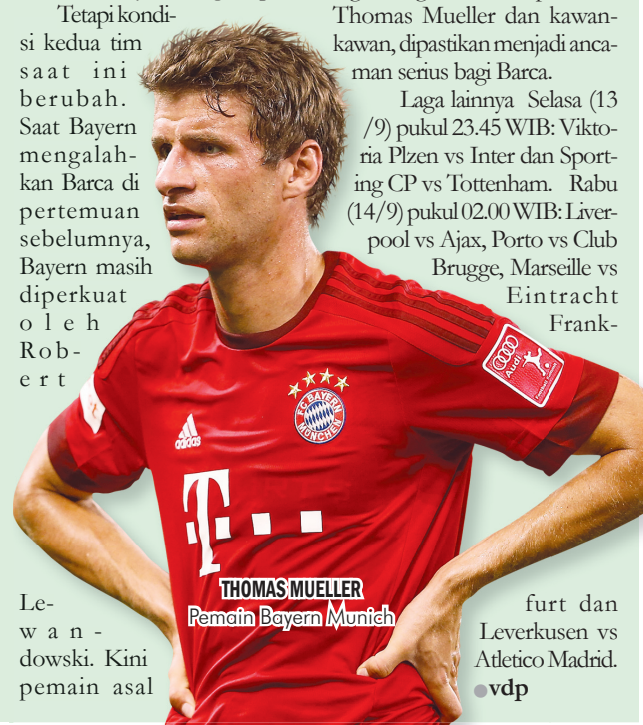 Tetapi kondi-
si kedua tim
saat ini
berubah.
Saat Bayern
mengalah-
kan Barca di
pertemuan
sebelumnya,
Bayern masih
diperkuat
oleh
Rob-
ert
Le-
wan-
dowski. Kini
pemain asal
Thomas Mueller dan kawan-
kawan, dipastikan menjadi anca-
man serius bagi Barca.
Laga lainnya Selasa (13
/9) pukul 23.45 WIB: Vikto-
ria Plzen vs Inter dan Sport-
ing CP vs Tottenham. Rabu
(14/9) pukul 02.00 WIB: Liver-
pool vs Ajax, Porto vs Club
Brugge, Marseille vs
Eintracht
Frank-
furt dan
Leverkusen vs
Atletico Madrid.
●vdp
Audi
FC BAYERN
MÜNCHEN
adidas
T
THOMAS MUELLER
Pemain Bayern Munich